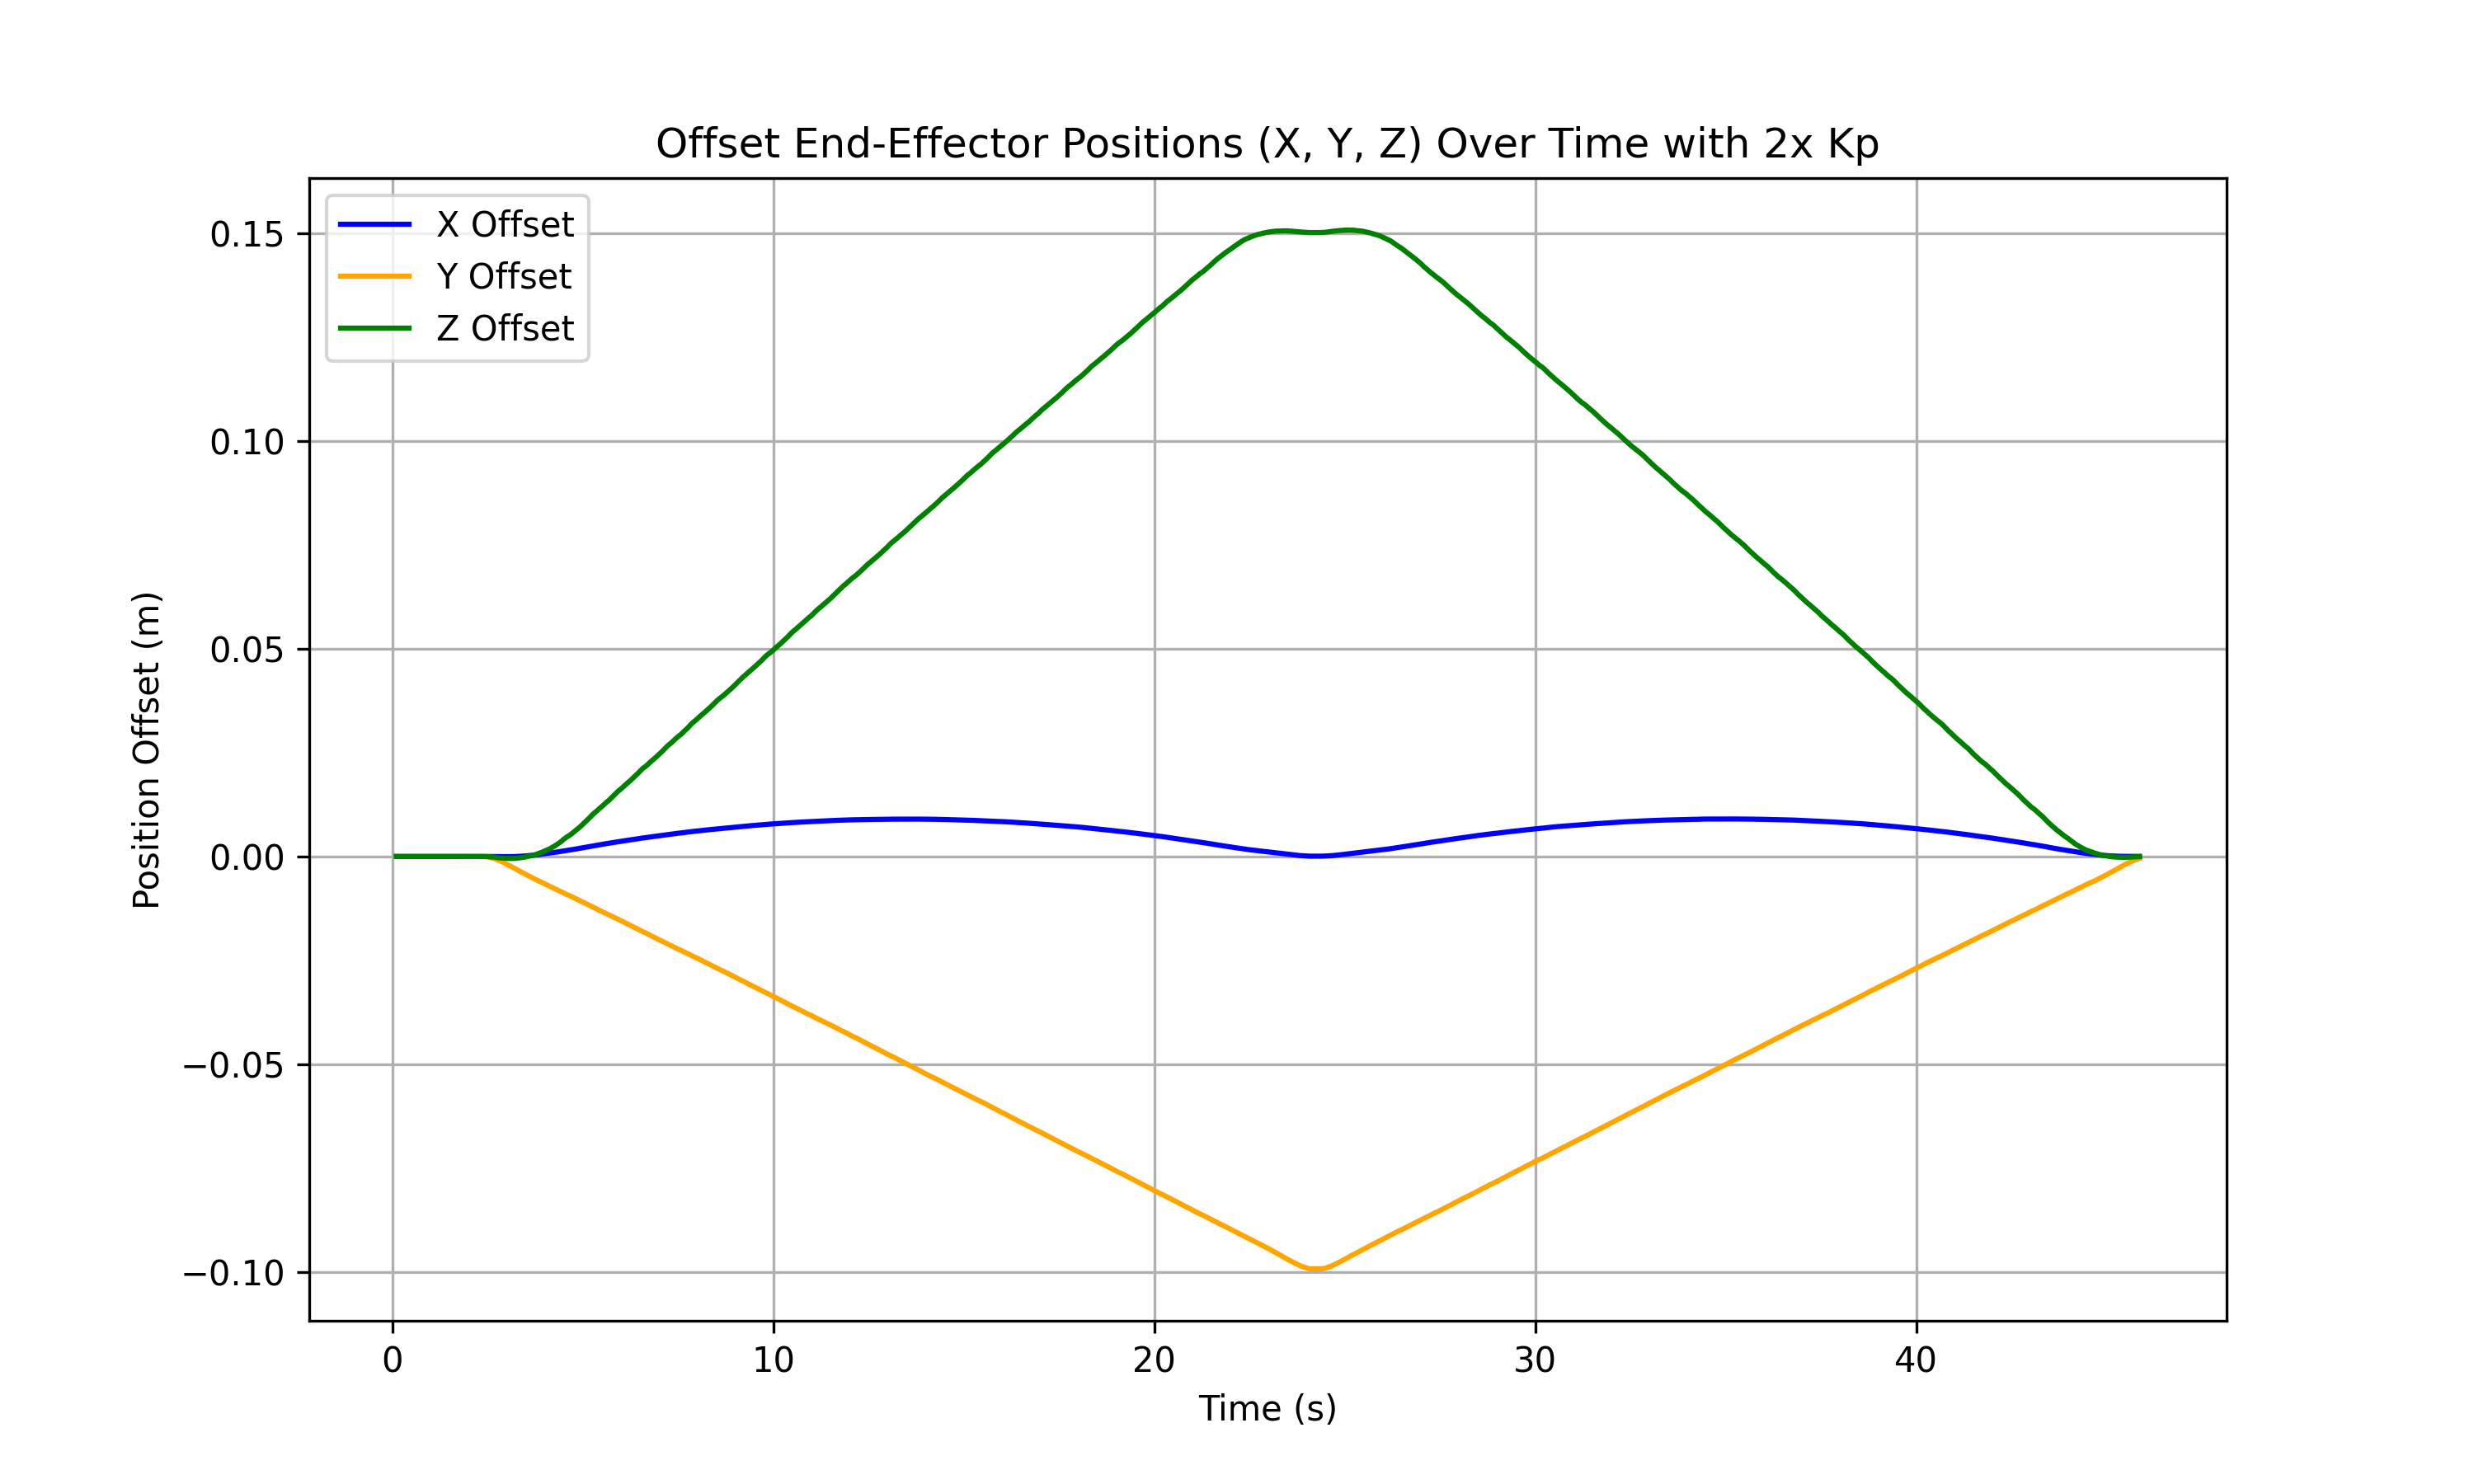 Offset End-Effector Positions (X, Y, Z) Over Time with 2x Kp
X Offset
Y Offset
Z Offset
Position Offset (m)
0.15
0.10
0.05
0.00
−0.05
−0.10
0 10 20 30 40
Time (s)